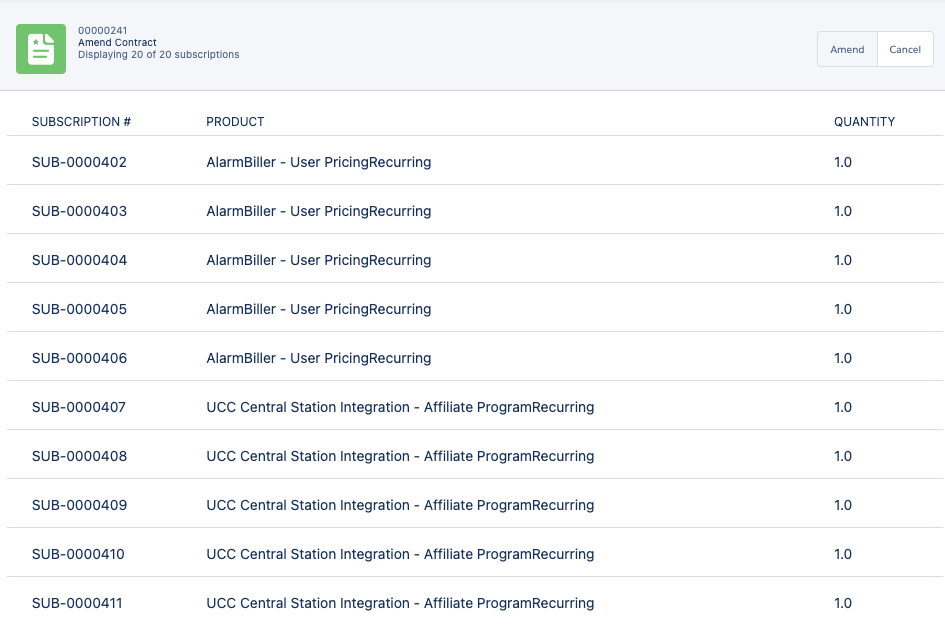 00000241
Amend Contract
Displaying 20 of 20 subscriptions
Amend Cancel
SUBSCRIPTION # PRODUCT QUANTITY
SUB-0000402 AlarmBiller - User PricingRecurring 1.0
SUB-0000403 AlarmBiller - User PricingRecurring 1.0
SUB-0000404 AlarmBiller - User PricingRecurring 1.0
SUB-0000405 AlarmBiller - User PricingRecurring 1.0
SUB-0000406 AlarmBiller - User PricingRecurring 1.0
SUB-0000407 UCC Central Station Integration - Affiliate ProgramRecurring 1.0
SUB-0000408 UCC Central Station Integration - Affiliate ProgramRecurring 1.0
SUB-0000409 UCC Central Station Integration - Affiliate ProgramRecurring 1.0
SUB-0000410 UCC Central Station Integration - Affiliate ProgramRecurring 1.0
SUB-0000411 UCC Central Station Integration - Affiliate ProgramRecurring 1.0